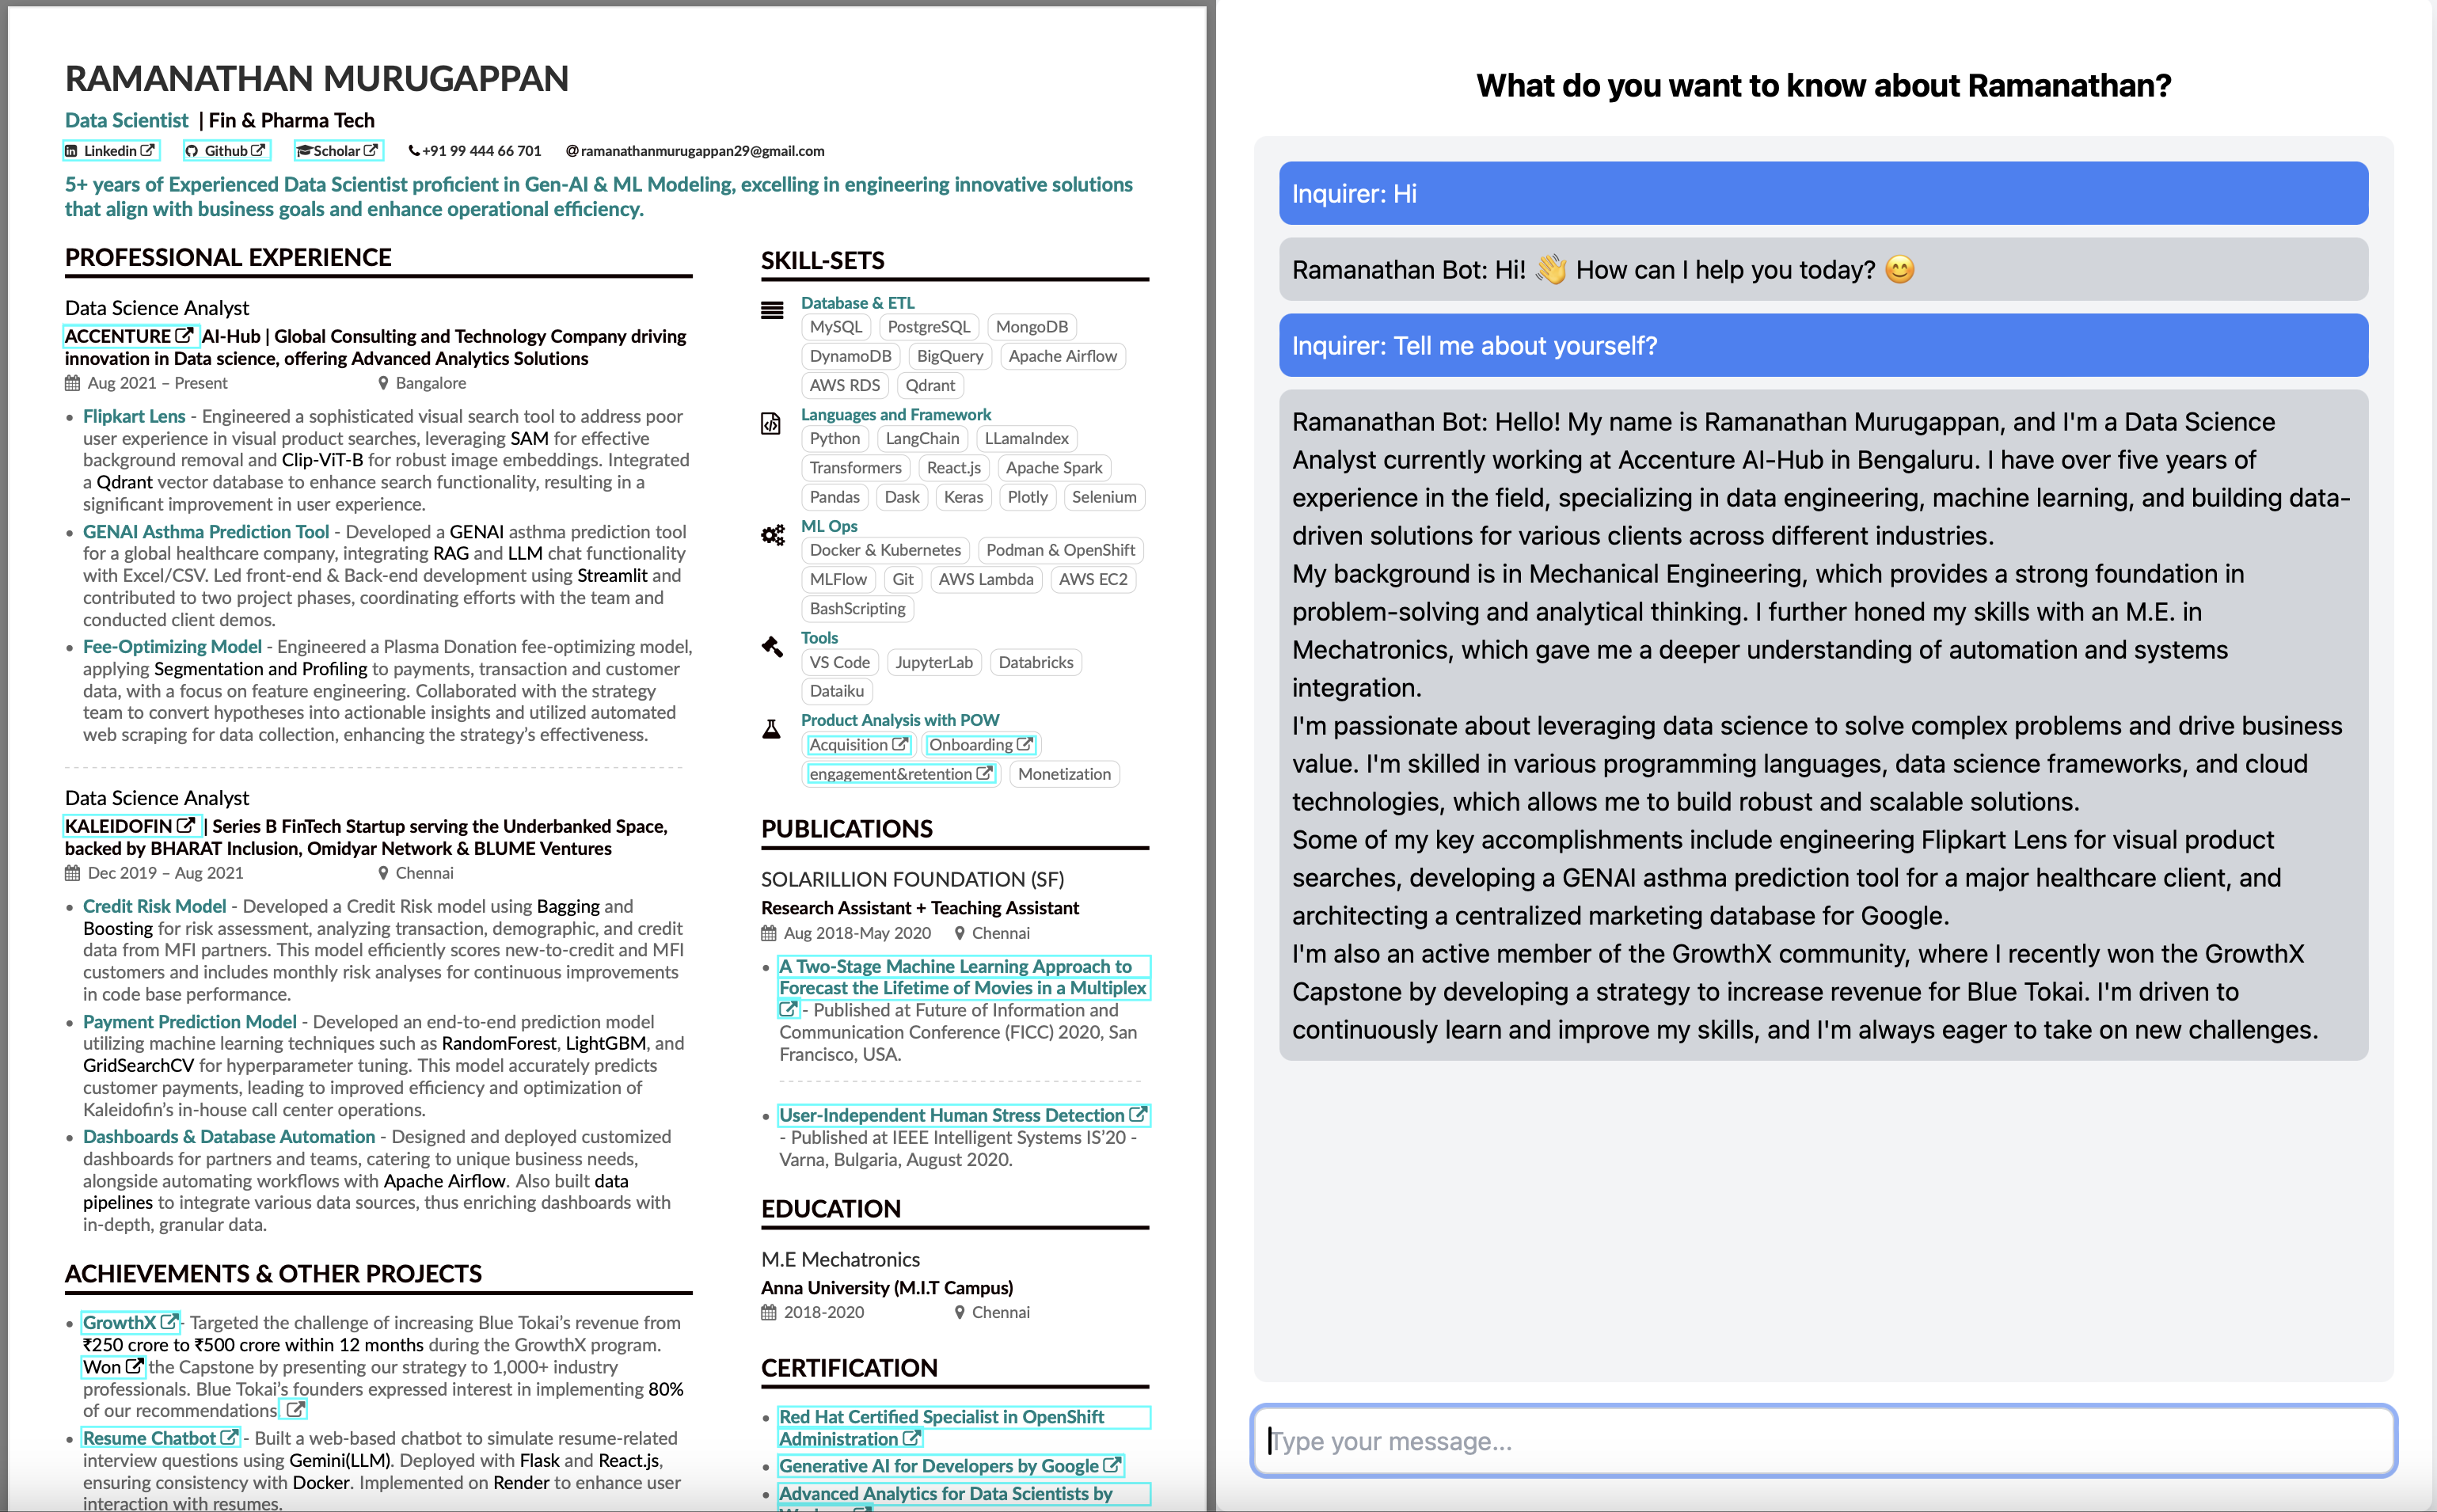 RAMANATHAN MURUGAPPAN
Data Scientist | Fin & Pharma Tech
Linkedin Github Scholar +91 99 444 66 701 @ramanathanmurugappan29@gmail.com
5+ years of Experienced Data Scientist proficient in Gen-AI & ML Modeling, excelling in engineering innovative solutions
that align with business goals and enhance operational efficiency.
PROFESSIONAL EXPERIENCE
Data Science Analyst
ACCENTURE AI-Hub | Global Consulting and Technology Company driving
innovation in Data science, offering Advanced Analytics Solutions
Aug 2021 – Present Bangalore
• Flipkart Lens - Engineered a sophisticated visual search tool to address poor
user experience in visual product searches, leveraging SAM for effective
background removal and Clip-ViT-B for robust image embeddings. Integrated
a Qdrant vector database to enhance search functionality, resulting in a
significant improvement in user experience.
• GENAI Asthma Prediction Tool - Developed a GENAI asthma prediction tool
for a global healthcare company, integrating RAG and LLM chat functionality
with Excel/CSV. Led front-end & Back-end development using Streamlit and
contributed to two project phases, coordinating efforts with the team and
conducted client demos.
• Fee-Optimizing Model - Engineered a Plasma Donation fee-optimizing model,
applying Segmentation and Profiling to payments, transaction and customer
data, with a focus on feature engineering. Collaborated with the strategy
team to convert hypotheses into actionable insights and utilized automated
web scraping for data collection, enhancing the strategy's effectiveness.
Data Science Analyst
KALEIDOFIN | Series B FinTech Startup serving the Underbanked Space,
backed by BHARAT Inclusion, Omidyar Network & BLUME Ventures
Dec 2019 – Aug 2021 Chennai
• Credit Risk Model - Developed a Credit Risk model using Bagging and
Boosting for risk assessment, analyzing transaction, demographic, and credit
data from MFI partners. This model efficiently scores new-to-credit and MFI
customers and includes monthly risk analyses for continuous improvements
in code base performance.
• Payment Prediction Model - Developed an end-to-end prediction model
utilizing machine learning techniques such as RandomForest, LightGBM, and
GridSearchCV for hyperparameter tuning. This model accurately predicts
customer payments, leading to improved efficiency and optimization of
Kaleidofin's in-house call center operations.
• Dashboards & Database Automation - Designed and deployed customized
dashboards for partners and teams, catering to unique business needs,
alongside automating workflows with Apache Airflow. Also built data
pipelines to integrate various data sources, thus enriching dashboards with
in-depth, granular data.
ACHIEVEMENTS & OTHER PROJECTS
• GrowthX - Targeted the challenge of increasing Blue Tokai's revenue from
₹250 crore to ₹500 crore within 12 months during the GrowthX program.
Won the Capstone by presenting our strategy to 1,000+ industry
professionals. Blue Tokai's founders expressed interest in implementing 80%
of our recommendations
• Resume Chatbot - Built a web-based chatbot to simulate resume-related
interview questions using Gemini(LLM). Deployed with Flask and React.js,
ensuring consistency with Docker. Implemented on Render to enhance user
interaction with resumes.
SKILL-SETS
Database & ETL
MySQL PostgreSQL MongoDB
DynamoDB BigQuery Apache Airflow
AWS RDS Qdrant
Languages and Framework
Python LangChain LLamaIndex
Transformers React.js Apache Spark
Pandas Dask Keras Plotly Selenium
ML Ops
Docker & Kubernetes Podman & OpenShift
MLFlow Git AWS Lambda AWS EC2
BashScripting
Tools
VS Code JupyterLab Databricks
Dataiku
Product Analysis with POW
Acquisition Onboarding
engagement&retention Monetization
PUBLICATIONS
SOLARILLION FOUNDATION (SF)
Research Assistant + Teaching Assistant
Aug 2018-May 2020 Chennai
• A Two-Stage Machine Learning Approach to
Forecast the Lifetime of Movies in a Multiplex
- Published at Future of Information and
Communication Conference (FICC) 2020, San
Francisco, USA.
• User-Independent Human Stress Detection
- Published at IEEE Intelligent Systems IS'20 -
Varna, Bulgaria, August 2020.
EDUCATION
M.E Mechatronics
Anna University (M.I.T Campus)
2018-2020 Chennai
CERTIFICATION
• Red Hat Certified Specialist in OpenShift
Administration
• Generative AI for Developers by Google
• Advanced Analytics for Data Scientists by
What do you want to know about Ramanathan?
Inquirer: Hi
Ramanathan Bot: Hi! 👋 How can I help you today? 😊
Inquirer: Tell me about yourself?
Ramanathan Bot: Hello! My name is Ramanathan Murugappan, and I'm a Data Science
Analyst currently working at Accenture AI-Hub in Bengaluru. I have over five years of
experience in the field, specializing in data engineering, machine learning, and building data-
driven solutions for various clients across different industries.
My background is in Mechanical Engineering, which provides a strong foundation in
problem-solving and analytical thinking. I further honed my skills with an M.E. in
Mechatronics, which gave me a deeper understanding of automation and systems
integration.
I'm passionate about leveraging data science to solve complex problems and drive business
value. I'm skilled in various programming languages, data science frameworks, and cloud
technologies, which allows me to build robust and scalable solutions.
Some of my key accomplishments include engineering Flipkart Lens for visual product
searches, developing a GENAI asthma prediction tool for a major healthcare client, and
architecting a centralized marketing database for Google.
I'm also an active member of the GrowthX community, where I recently won the GrowthX
Capstone by developing a strategy to increase revenue for Blue Tokai. I'm driven to
continuously learn and improve my skills, and I'm always eager to take on new challenges.
Type your message...